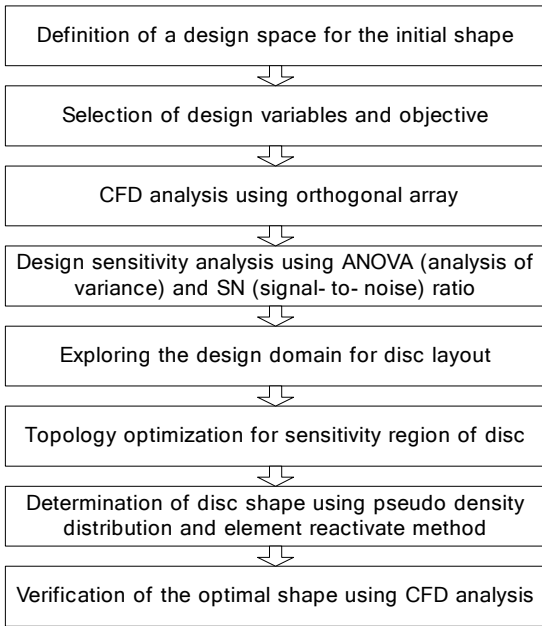 Definition of a design space for the initial shape
Selection of design variables and objective
CFD analysis using orthogonal array
Design sensitivity analysis using ANOVA (analysis of
variance) and SN (signal- to- noise) ratio
Exploring the design domain for disc layout
Topology optimization for sensitivity region of disc
Determination of disc shape using pseudo density
distribution and element reactivate method
Verification of the optimal shape using CFD analysis